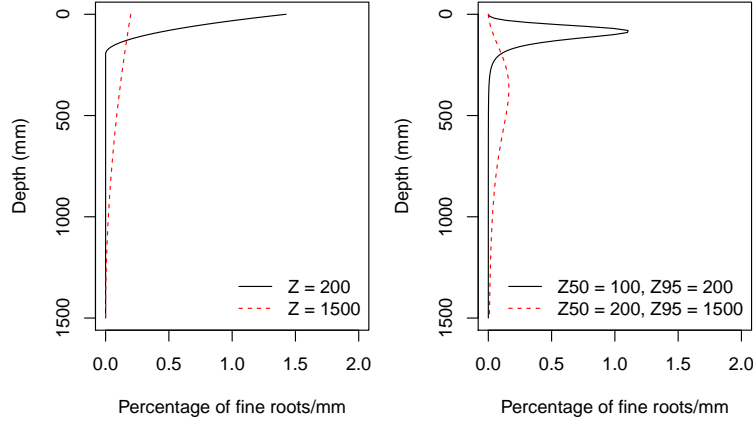 0
500
1000
1500
Depth (mm)
Z = 200
Z = 1500
0.0 0.5 1.0 1.5 2.0
Percentage of fine roots/mm
0
500
1000
1500
Depth (mm)
Z50 = 100, Z95 = 200
Z50 = 200, Z95 = 1500
0.0 0.5 1.0 1.5 2.0
Percentage of fine roots/mm